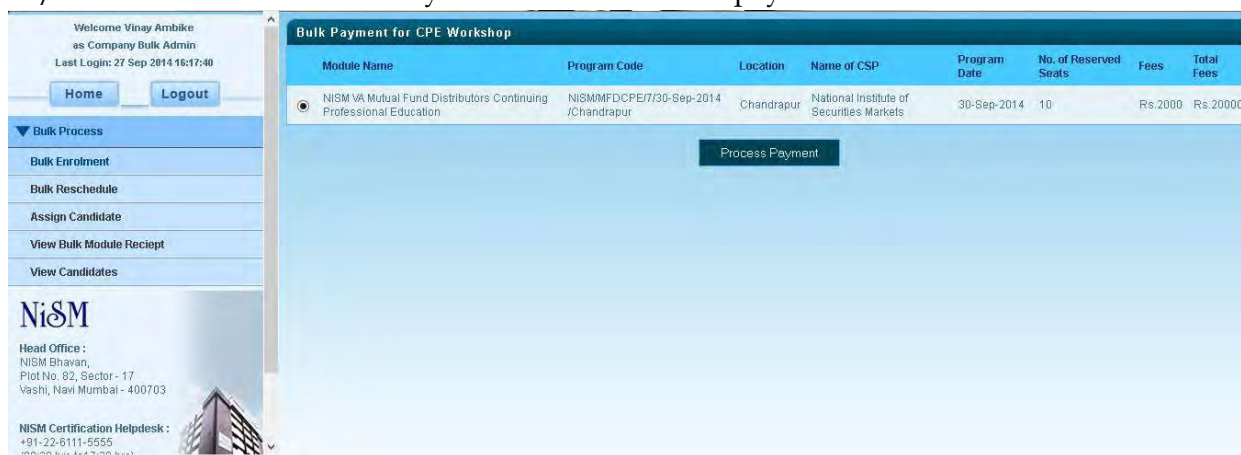 Welcome Vinay Ambike
as Company Bulk Admin
Last Login: 27 Sep 2014 16:17:40
Home Logout
Bulk Process
Bulk Enrolment
Bulk Reschedule
Assign Candidate
View Bulk Module Reciept
View Candidates
NiSM
Head Office :
NISM Bhavan,
Plot No. 82, Sector - 17
Vashi, Navi Mumbai - 400703
NISM Certification Helpdesk :
+91-22-6111-5555
Bulk Payment for CPE Workshop
Module Name Program Code Location Name of CSP Program Date No. of Reserved Seats Fees Total Fees
NISM VA Mutual Fund Distributors Continuing Professional Education NISM/MFDCPE/7/30-Sep-2014 /Chandrapur Chandrapur National Institute of Securities Markets 30-Sep-2014 10 Rs.2000 Rs.20000
Process Payment